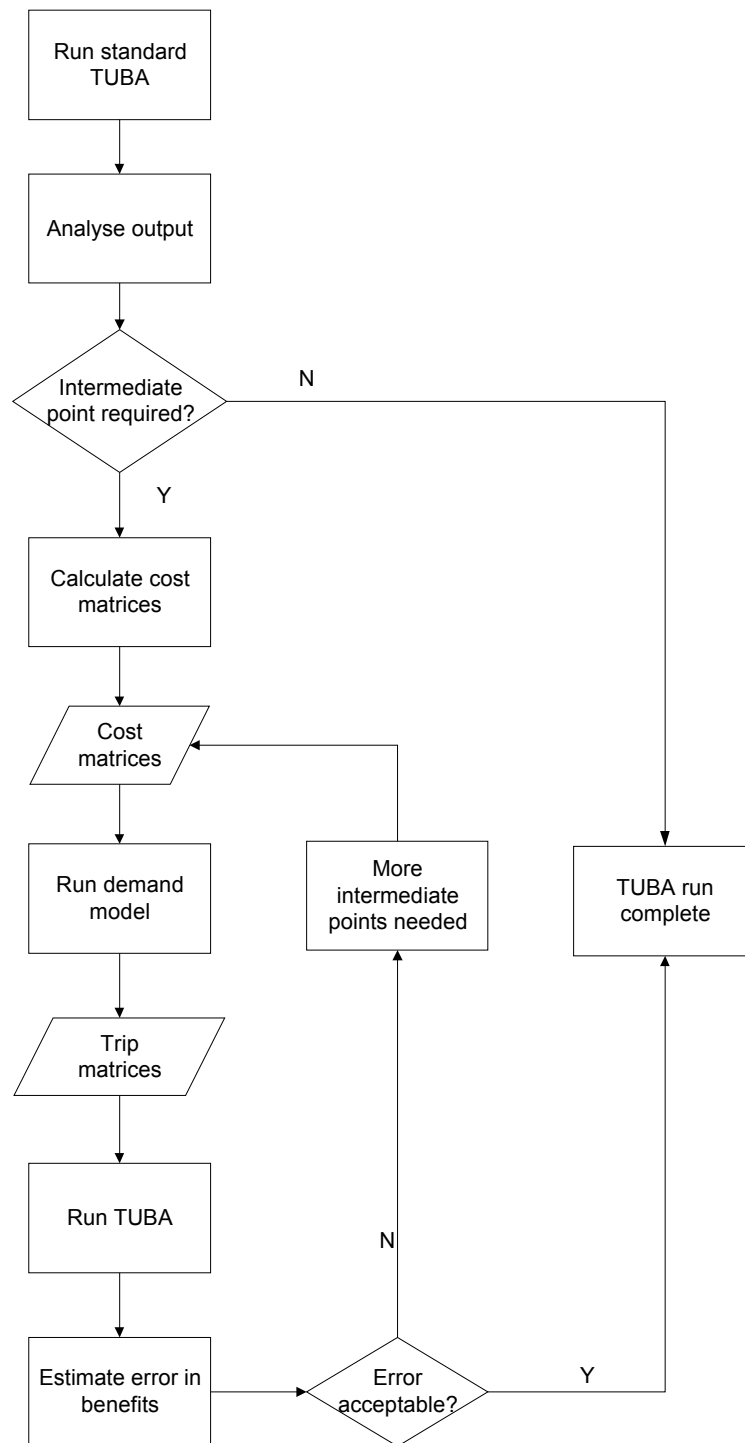 Run standard
TUBA
Analyse output
Intermediate
point required?
N
Y
Calculate cost
matrices
Cost
matrices
Run demand
model
More
intermediate
points needed
TUBA run
complete
Trip
matrices
Run TUBA
N
Estimate error in
benefits
Error
acceptable?
Y